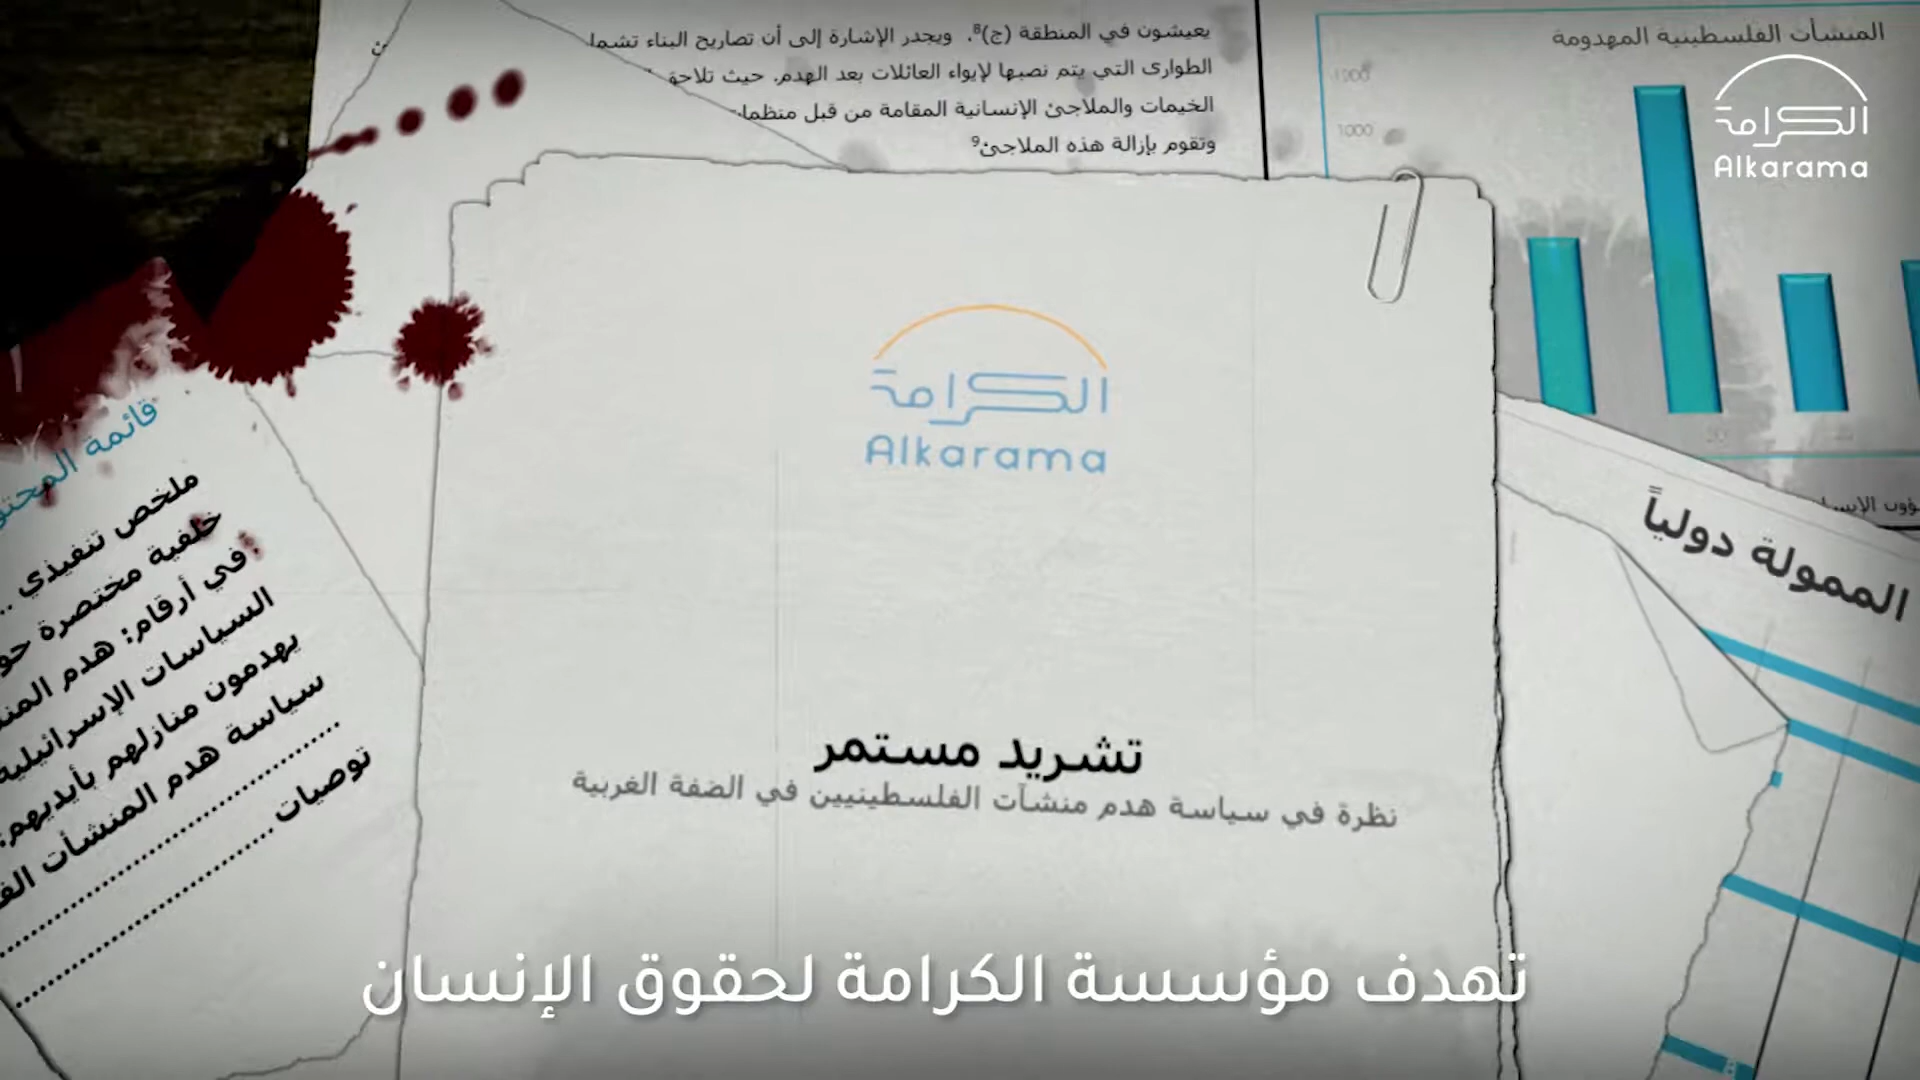 يعيشون في المنطقة (ج)⁸. ويجدر الإشارة إلى أن تصاريح البناء تشمل
الطوارئ التي يتم نصبها لإيواء العائلات بعد الهدم. حيث تلاحق
الخيمات والملاجئ الإنسانية المقامة من قبل منظمات
وتقوم بإزالة هذه الملاجئ⁹
المنشآت الفلسطينية المهدومة
1200
1000
الكرامة
Alkarama
الكرامة
Alkarama
قائمة
ملخص تنفيذي ..
خلفية مختصرة
في أرقام: هدم
السياسات الإسرائيلية
يهدمون منازلهم بأيديهم:
سياسة هدم المنشآت
توصيات
الممولة دولياً
تشريد مستمر
نظرة في سياسة هدم منشآت الفلسطينيين في الضفة الغربية
تهدف مؤسسة الكرامة لحقوق الإنسان